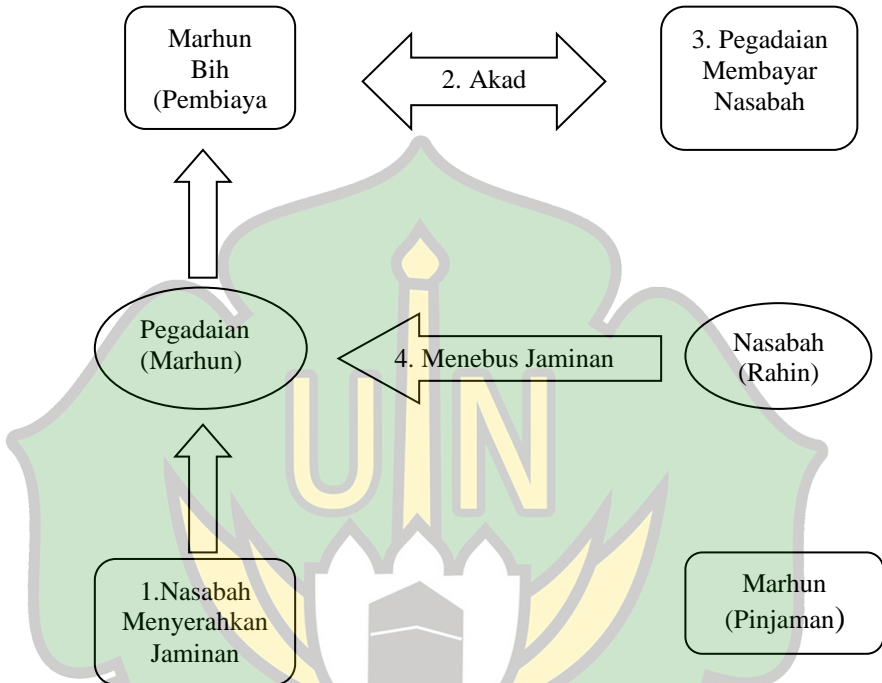 Marhun
Bih
(Pembiaya
2. Akad
3. Pegadaian
Membayar
Nasabah
Pegadaian
(Marhun)
4. Menebus Jaminan
Nasabah
(Rahin)
UIN
1.Nasabah
Menyerahkan
Jaminan
Marhun
(Pinjaman)